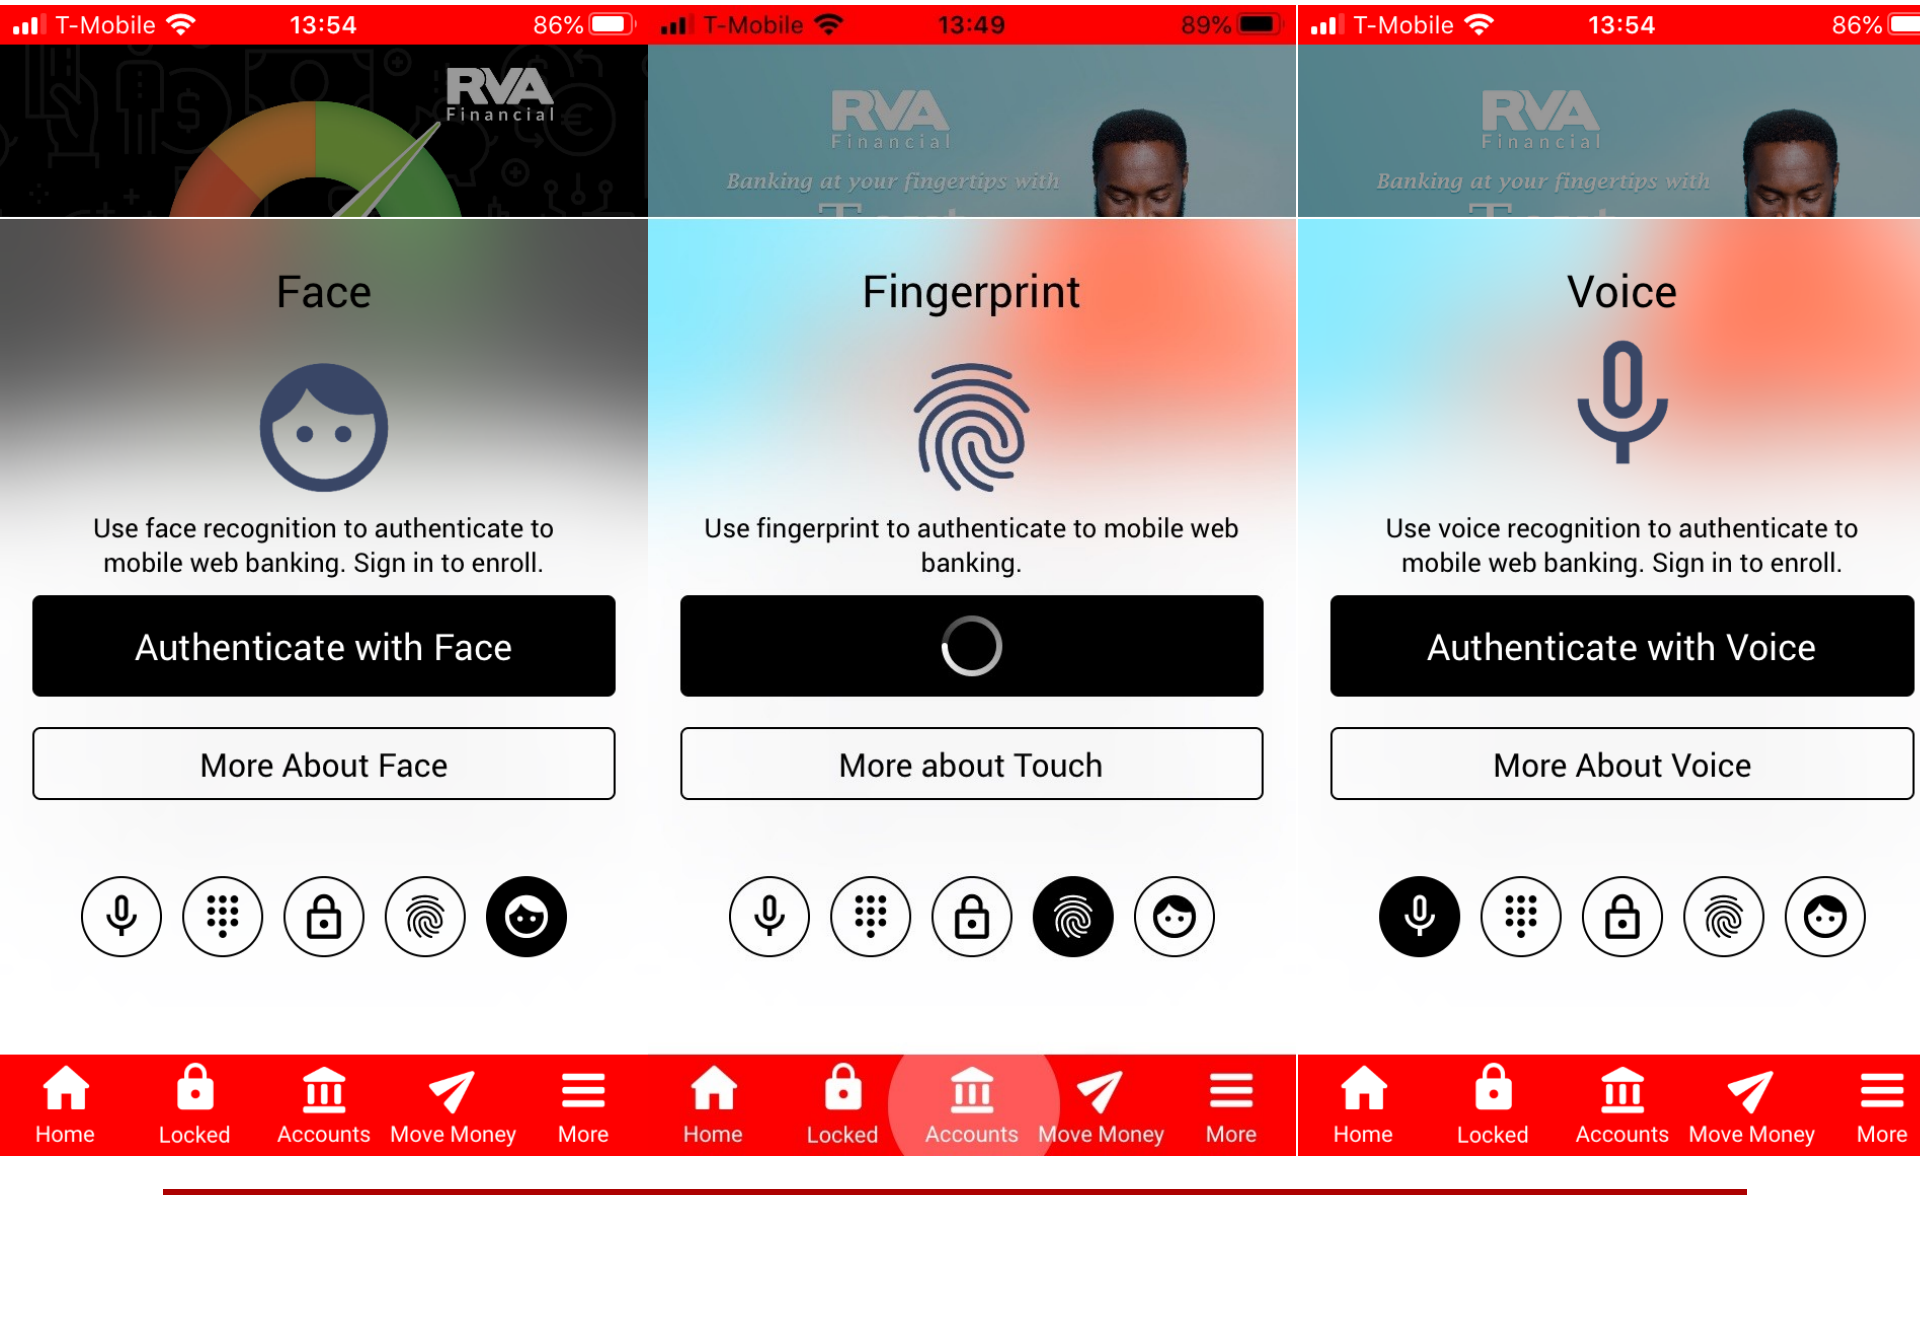 T-Mobile 13:54 86%
RVA
Financial
Face
Use face recognition to authenticate to
mobile web banking. Sign in to enroll.
Authenticate with Face
More About Face
Home Locked Accounts Move Money More
T-Mobile 13:49 89%
RVA
Financial
Banking at your fingertips with
Fingerprint
Use fingerprint to authenticate to mobile web
banking.
More about Touch
Home Locked Accounts Move Money More
T-Mobile 13:54 86%
RVA
Financial
Banking at your fingertips with
Voice
Use voice recognition to authenticate to
mobile web banking. Sign in to enroll.
Authenticate with Voice
More About Voice
Home Locked Accounts Move Money More